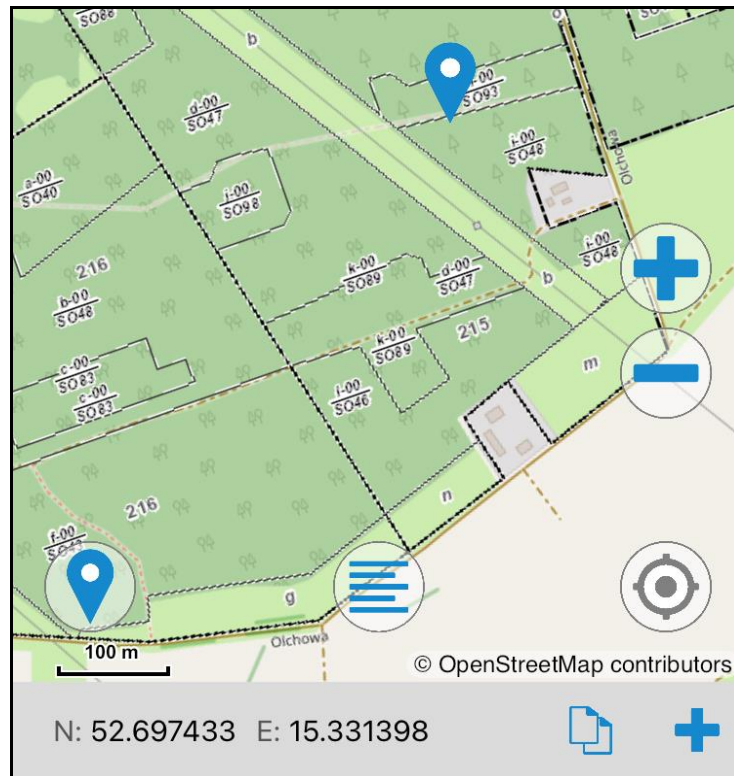 SO88
b
o
d-00
SO47
SO93
i-00
SO48
Olchowa
a-00
SO40
j-00
SO98
i-00
SO48
216
k-00
SO89
d-00
SO47
b
b-00
SO48
k-00
SO89
215
c-00
SO83
c-00
SO83
i-00
SO46
m
216
n
f-00
g
Olchowa
100 m
© OpenStreetMap contributors
N: 52.697433 E: 15.331398